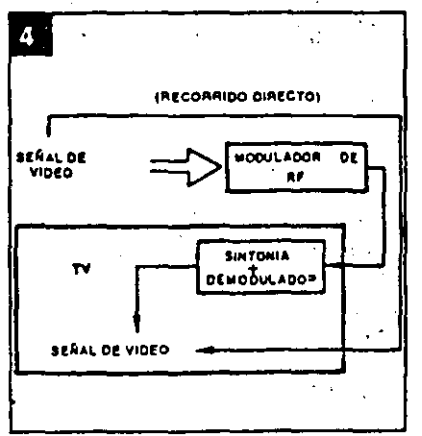 4
(RECORRIDO DIRECTO)
SEÑAL DE
VIDEO
MODULADOR DE
RF
TV
SINTONIA
+
DEMODULADOR
SEÑAL DE VIDEO